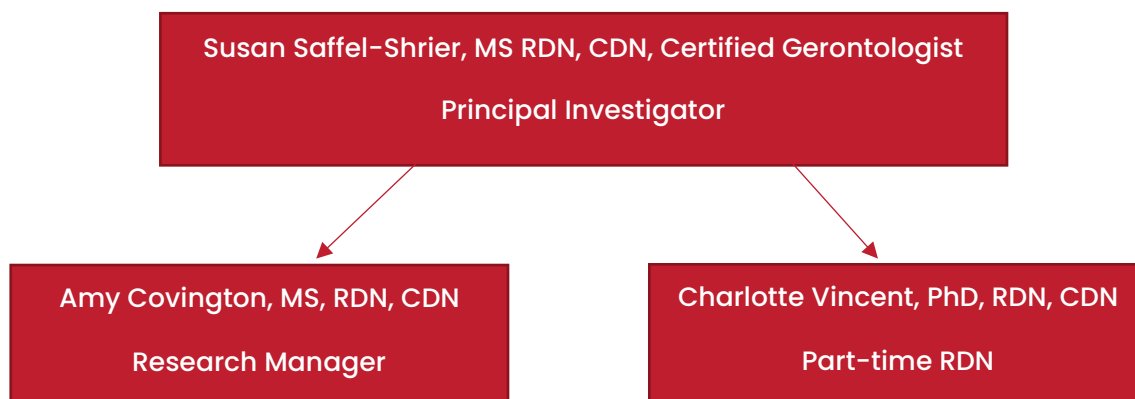 Susan Saffel-Shrier, MS RDN, CDN, Certified Gerontologist
Principal Investigator
Amy Covington, MS, RDN, CDN
Research Manager
Charlotte Vincent, PhD, RDN, CDN
Part-time RDN